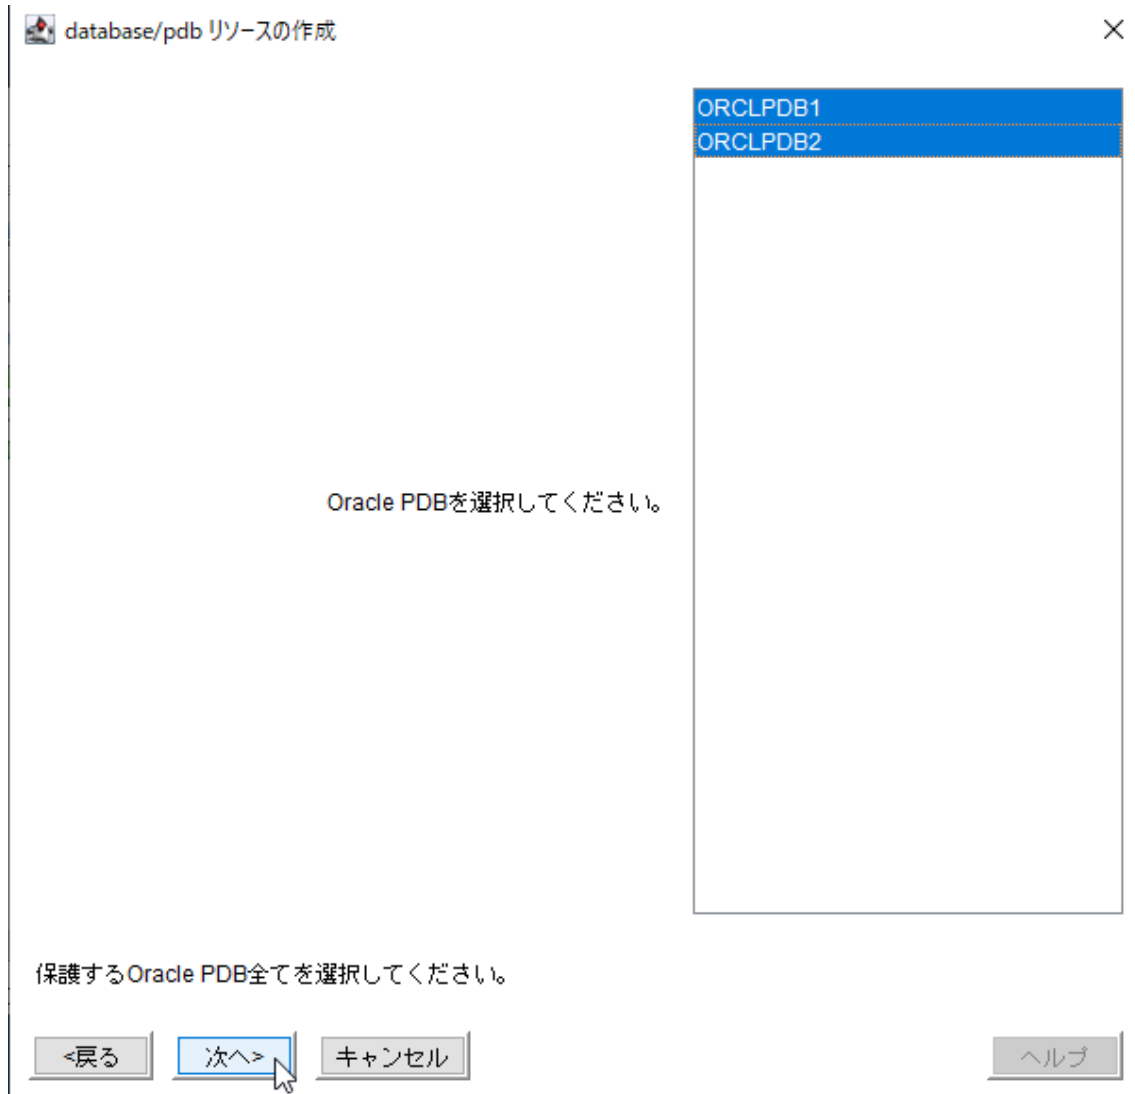 database/pdb リソースの作成
ORCLPDB1
ORCLPDB2
Oracle PDBを選択してください。
保護するOracle PDB全てを選択してください。
<戻る 次へ> キャンセル ヘルプ